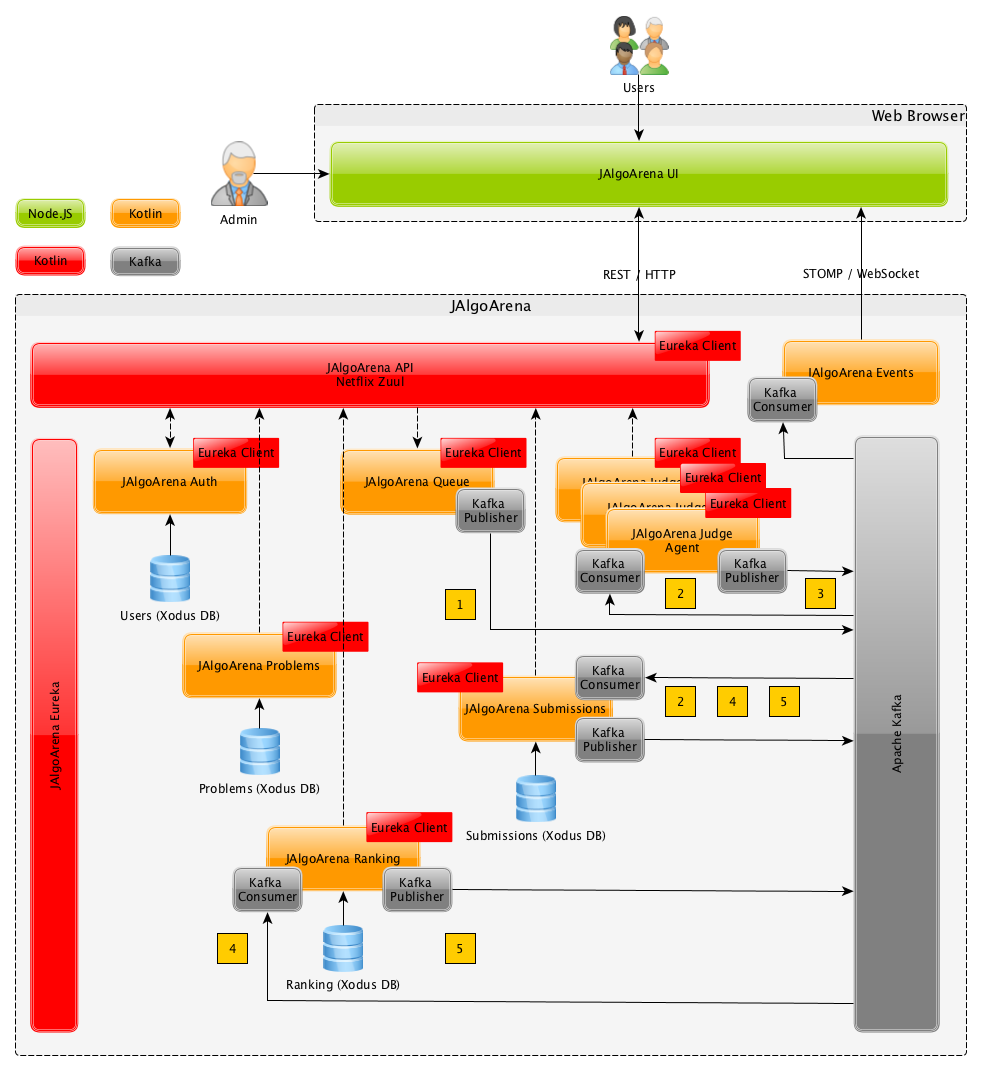 Users
Web Browser
JAlgoArena UI
Admin
Node.JS
Kotlin
Kotlin
Kafka
REST / HTTP
STOMP / WebSocket
JAlgoArena
Eureka Client
JAlgoArena API
Netflix Zuul
JAlgoArena Events
Kafka
Consumer
JAlgoArena Eureka
Apache Kafka
Eureka Client
JAlgoArena Auth
Users (Xodus DB)
Eureka Client
JAlgoArena Queue
Kafka
Publisher
Eureka Client
JAlgoArena Judge
Eureka Client
JAlgoArena Judge
Eureka Client
JAlgoArena Judge
Agent
Kafka
Consumer
Kafka
Publisher
1
2
3
Eureka Client
JAlgoArena Problems
Problems (Xodus DB)
Eureka Client
JAlgoArena Submissions
Kafka
Consumer
Kafka
Publisher
2
4
5
Submissions (Xodus DB)
Eureka Client
JAlgoArena Ranking
Kafka
Consumer
Kafka
Publisher
4
5
Ranking (Xodus DB)